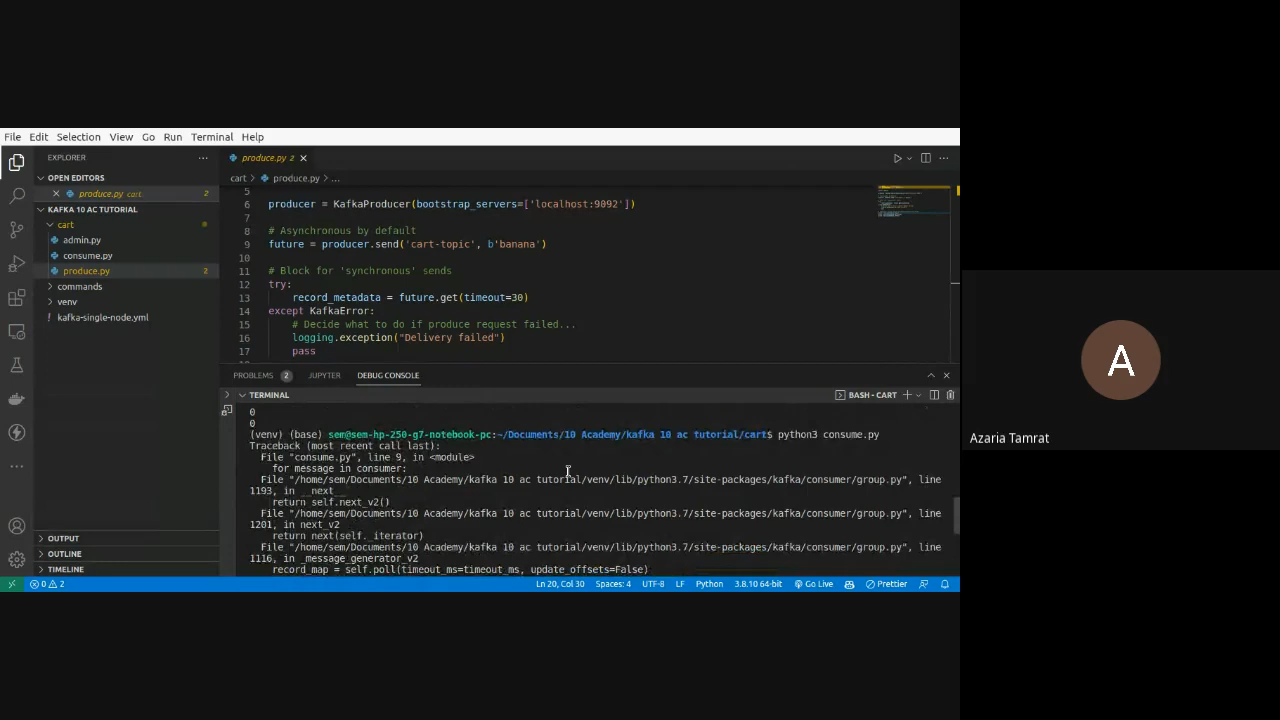 File Edit Selection View Go Run Terminal Help
EXPLORER
OPEN EDITORS
produce.py cart 2
KAFKA 10 AC TUTORIAL
cart
admin.py
consume.py
produce.py 2
commands
venv
! kafka-single-node.yml
OUTPUT
OUTLINE
TIMELINE
produce.py 2
cart > produce.py > ...
5
6 producer = KafkaProducer(bootstrap_servers=['localhost:9092'])
7
8 # Asynchronous by default
9 future = producer.send('cart-topic', b'banana')
10
11 # Block for 'synchronous' sends
12 try:
13 record_metadata = future.get(timeout=30)
14 except KafkaError:
15 # Decide what to do if produce request failed...
16 logging.exception("Delivery failed")
17 pass
PROBLEMS 2 JUPYTER DEBUG CONSOLE
TERMINAL
BASH - CART
0
0
(venv) (base) sem@sem-hp-250-g7-notebook-pc:~/Documents/10 Academy/kafka 10 ac tutorial/cart$ python3 consume.py
Traceback (most recent call last):
File "consume.py", line 9, in <module>
for message in consumer:
File "/home/sem/Documents/10 Academy/kafka 10 ac tutorial/venv/lib/python3.7/site-packages/kafka/consumer/group.py", line
1193, in __next__
return self.next_v2()
File "/home/sem/Documents/10 Academy/kafka 10 ac tutorial/venv/lib/python3.7/site-packages/kafka/consumer/group.py", line
1201, in next_v2
return next(self._iterator)
File "/home/sem/Documents/10 Academy/kafka 10 ac tutorial/venv/lib/python3.7/site-packages/kafka/consumer/group.py", line
1116, in _message_generator_v2
record_map = self.poll(timeout_ms=timeout_ms, update_offsets=False)
0 2
Ln 20, Col 30 Spaces: 4 UTF-8 LF Python 3.8.10 64-bit Go Live Prettier
A
Azaria Tamrat